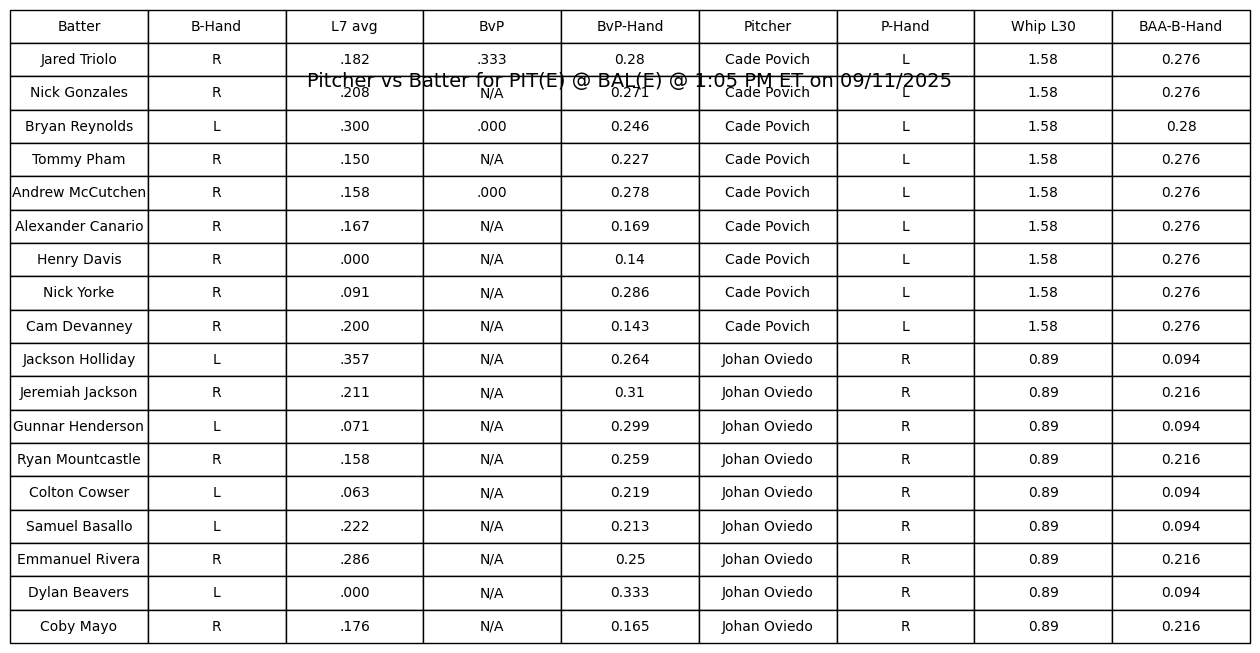 Batter B-Hand L7 avg BvP BvP-Hand Pitcher P-Hand Whip L30 BAA-B-Hand
Jared Triolo R .182 .333 0.28 Cade Povich L 1.58 0.276
Pitcher vs Batter for PIT(E) @ BAL(E) @ 1:05 PM ET on 09/11/2025
Nick Gonzales R .208 N/A 0.271 Cade Povich L 1.58 0.276
Bryan Reynolds L .300 .000 0.246 Cade Povich L 1.58 0.28
Tommy Pham R .150 N/A 0.227 Cade Povich L 1.58 0.276
Andrew McCutchen R .158 .000 0.278 Cade Povich L 1.58 0.276
Alexander Canario R .167 N/A 0.169 Cade Povich L 1.58 0.276
Henry Davis R .000 N/A 0.14 Cade Povich L 1.58 0.276
Nick Yorke R .091 N/A 0.286 Cade Povich L 1.58 0.276
Cam Devanney R .200 N/A 0.143 Cade Povich L 1.58 0.276
Jackson Holliday L .357 N/A 0.264 Johan Oviedo R 0.89 0.094
Jeremiah Jackson R .211 N/A 0.31 Johan Oviedo R 0.89 0.216
Gunnar Henderson L .071 N/A 0.299 Johan Oviedo R 0.89 0.094
Ryan Mountcastle R .158 N/A 0.259 Johan Oviedo R 0.89 0.216
Colton Cowser L .063 N/A 0.219 Johan Oviedo R 0.89 0.094
Samuel Basallo L .222 N/A 0.213 Johan Oviedo R 0.89 0.094
Emmanuel Rivera R .286 N/A 0.25 Johan Oviedo R 0.89 0.216
Dylan Beavers L .000 N/A 0.333 Johan Oviedo R 0.89 0.094
Coby Mayo R .176 N/A 0.165 Johan Oviedo R 0.89 0.216